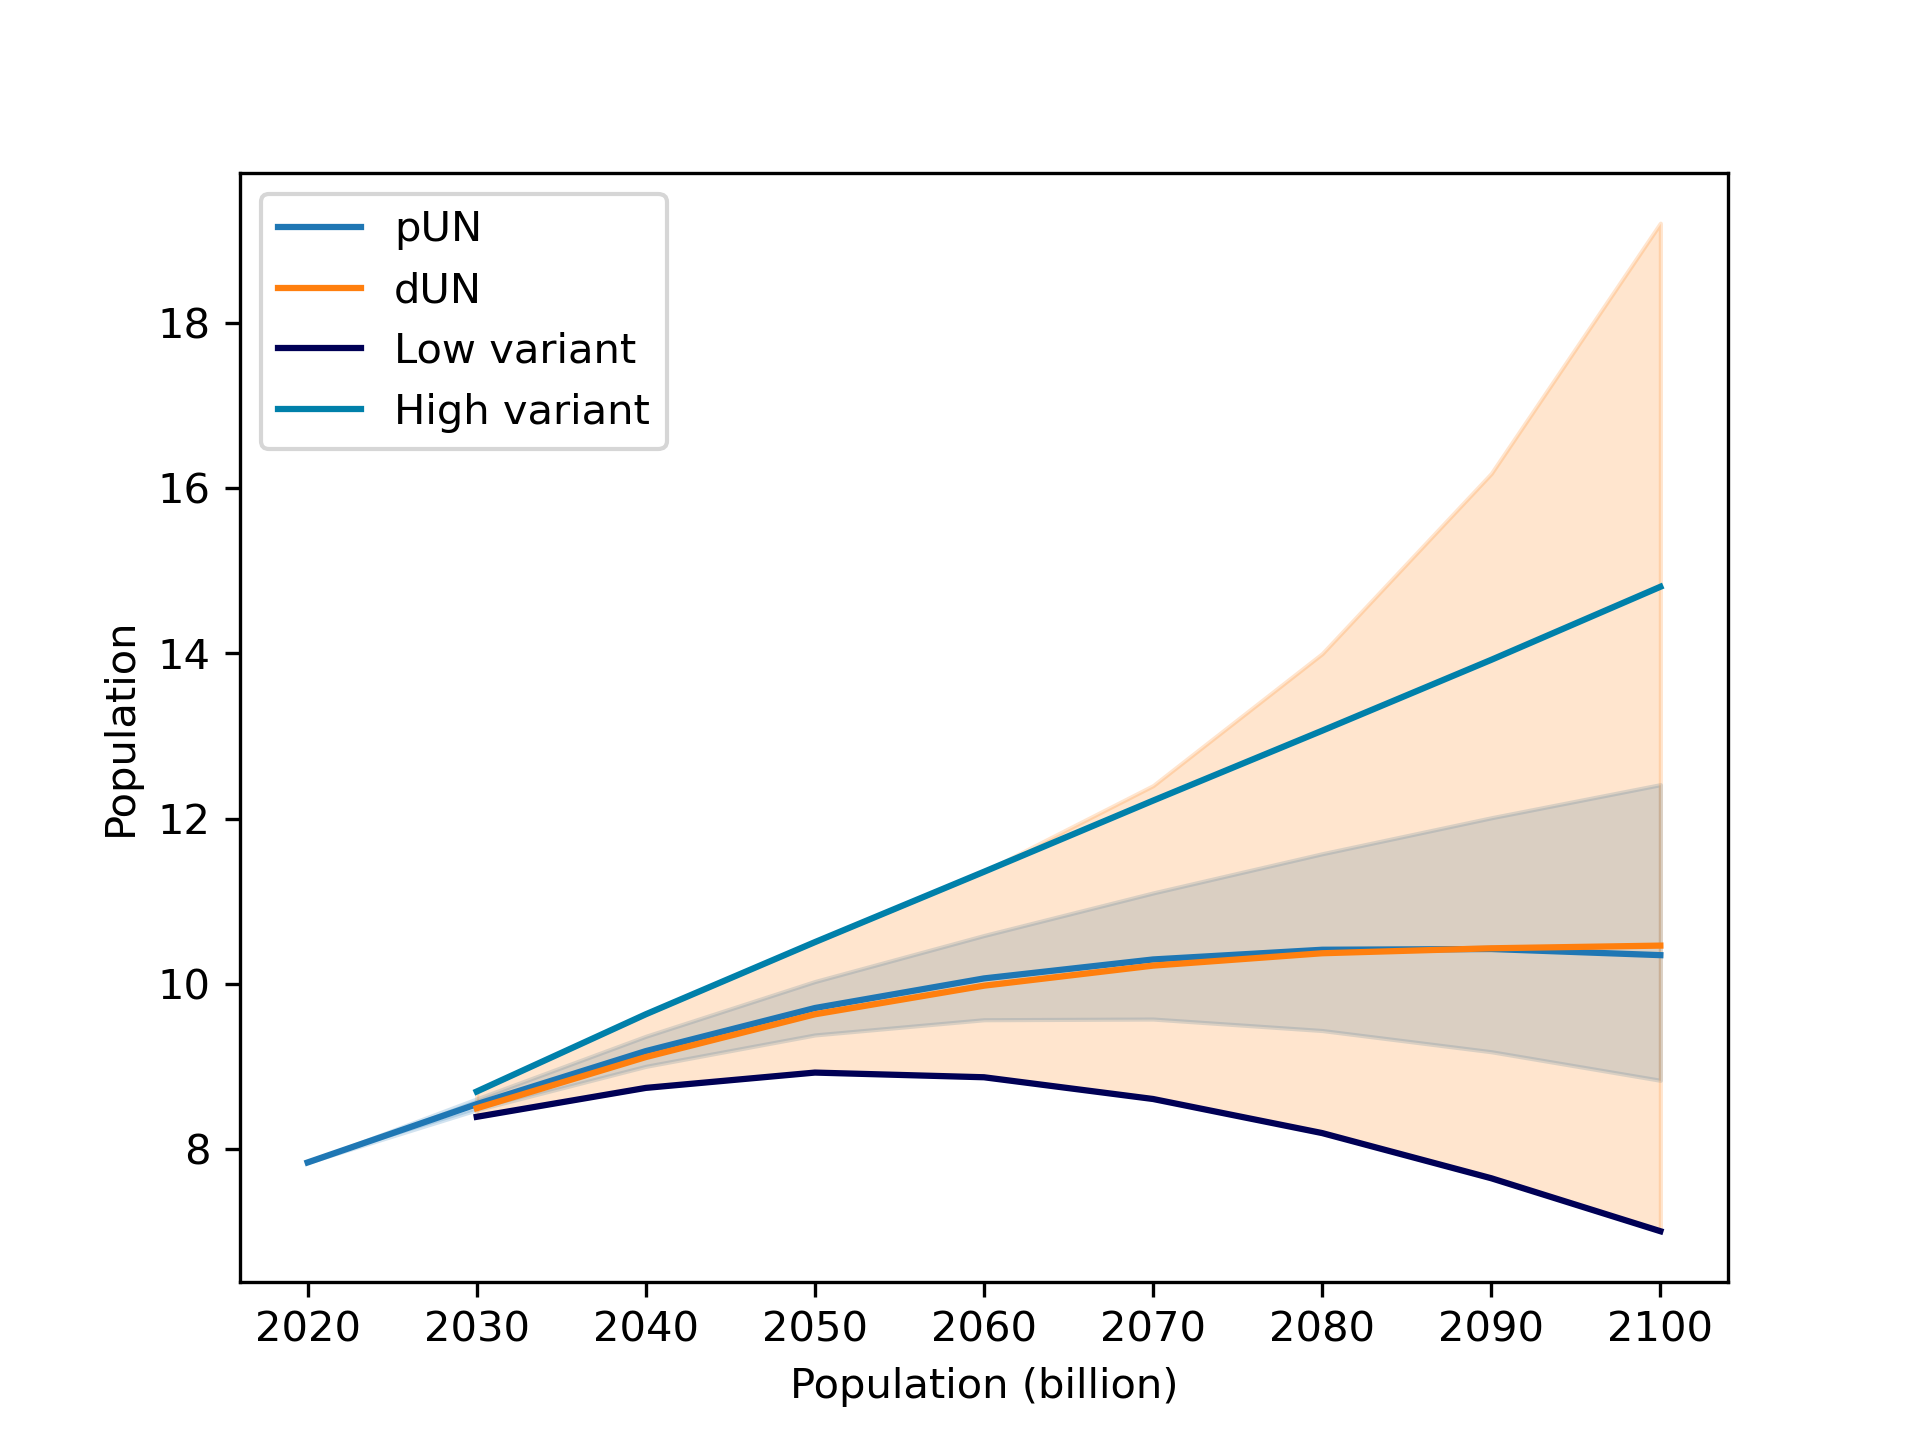 pUN
dUN
Low variant
High variant
18
16
14
12
10
8
Population
2020 2030 2040 2050 2060 2070 2080 2090 2100
Population (billion)